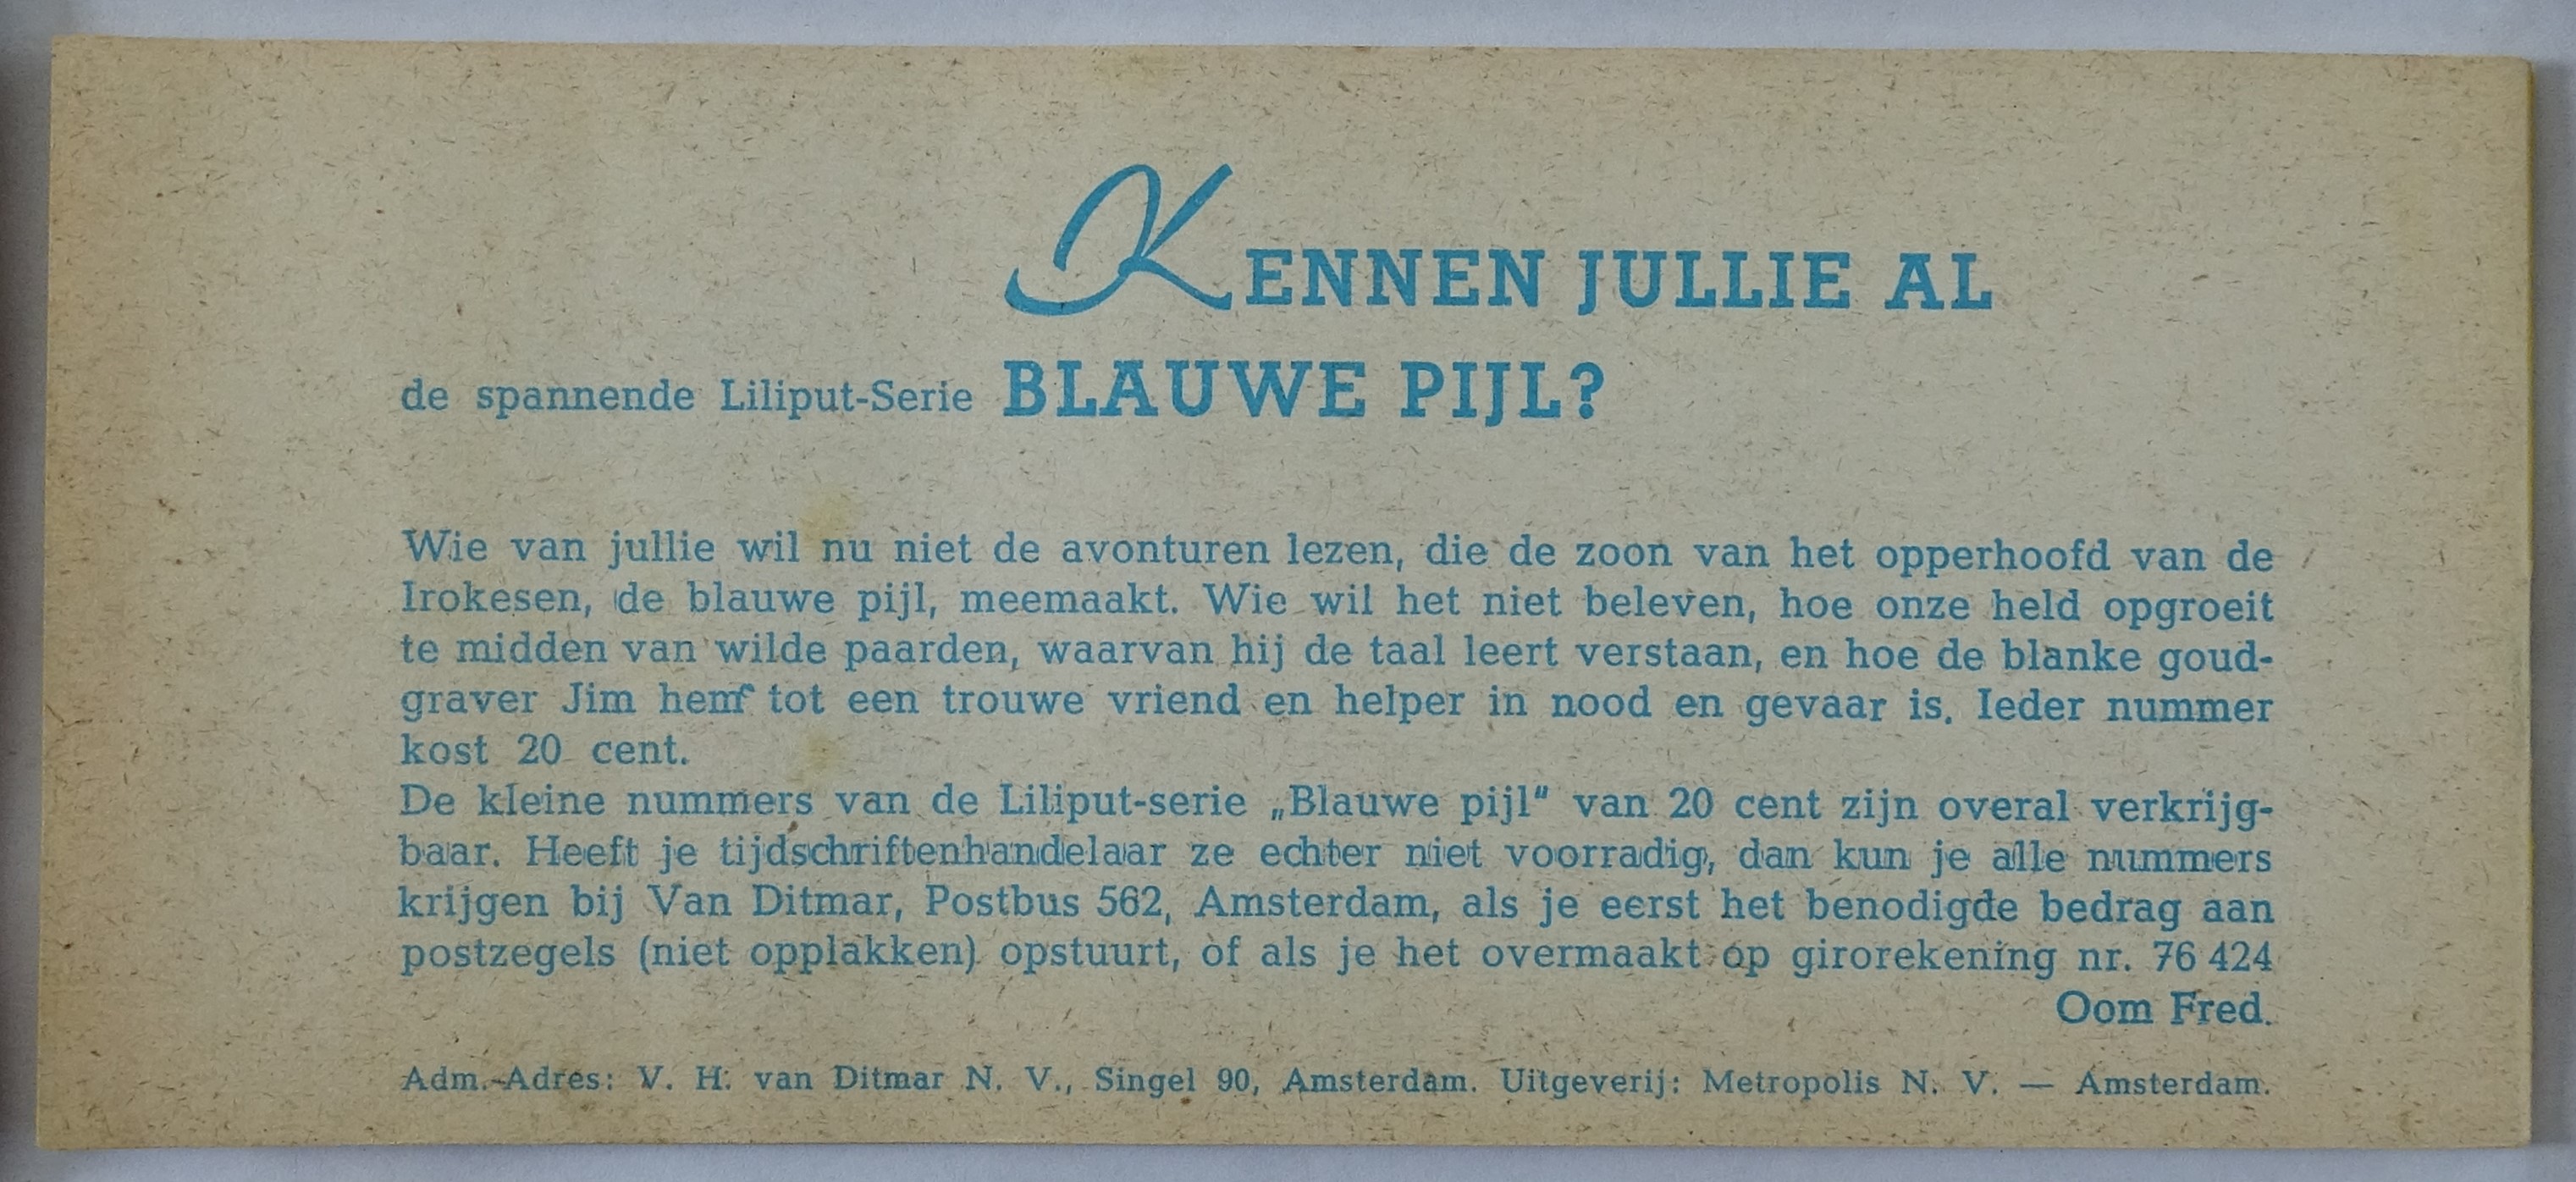 KENNEN JULLIE AL
de spannende Liliput-Serie BLAUWE PIJL?
Wie van jullie wil nu niet de avonturen lezen, die de zoon van het opperhoofd van de
Irokesen, de blauwe pijl, meemaakt. Wie wil het niet beleven, hoe onze held opgroeit
te midden van wilde paarden, waarvan hij de taal leert verstaan, en hoe de blanke goud-
graver Jim hem tot een trouwe vriend en helper in nood en gevaar is. Ieder nummer
kost 20 cent.
De kleine nummers van de Liliput-serie „Blauwe pijl" van 20 cent zijn overal verkrijg-
baar. Heeft je tijdschriftenhandelaar ze echter niet voorradig, dan kun je alle nummers
krijgen bij Van Ditmar, Postbus 562, Amsterdam, als je eerst het benodigde bedrag aan
postzegels (niet opplakken) opstuurt, of als je het overmaakt op girorekening nr. 76 424
Oom Fred.
Adm.-Adres: V. H. van Ditmar N. V., Singel 90, Amsterdam. Uitgeverij: Metropolis N. V. — Amsterdam.